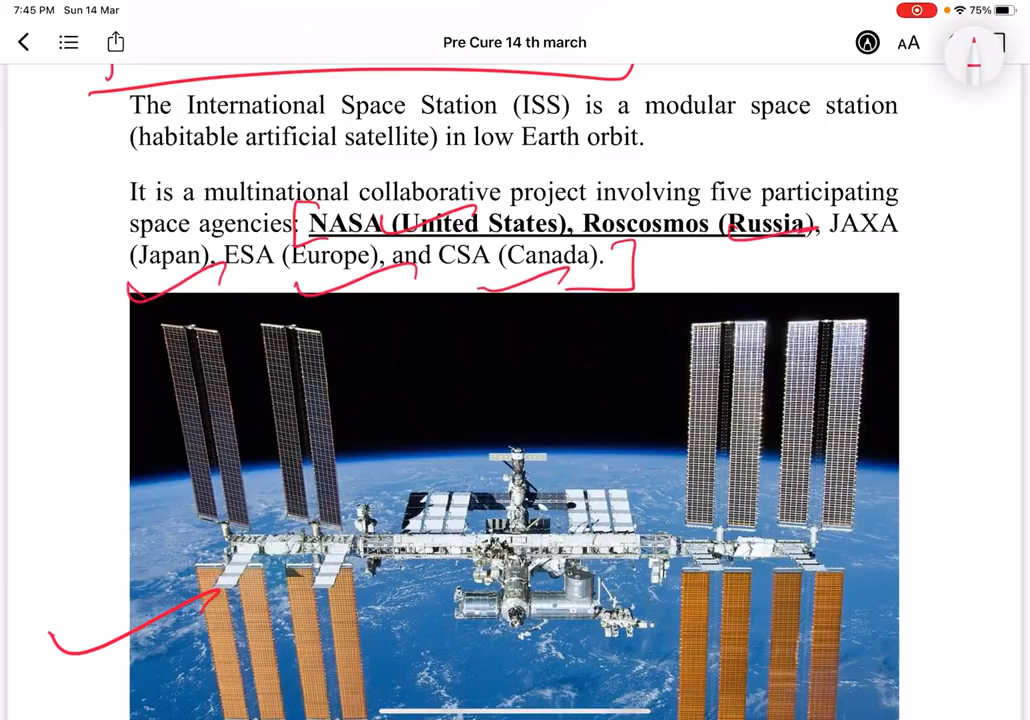 7:45 PM Sun 14 Mar
75%
Pre Cure 14 th march
AA
The International Space Station (ISS) is a modular space station
(habitable artificial satellite) in low Earth orbit.
It is a multinational collaborative project involving five participating
space agencies: NASA (United States), Roscosmos (Russia), JAXA
(Japan), ESA (Europe), and CSA (Canada).